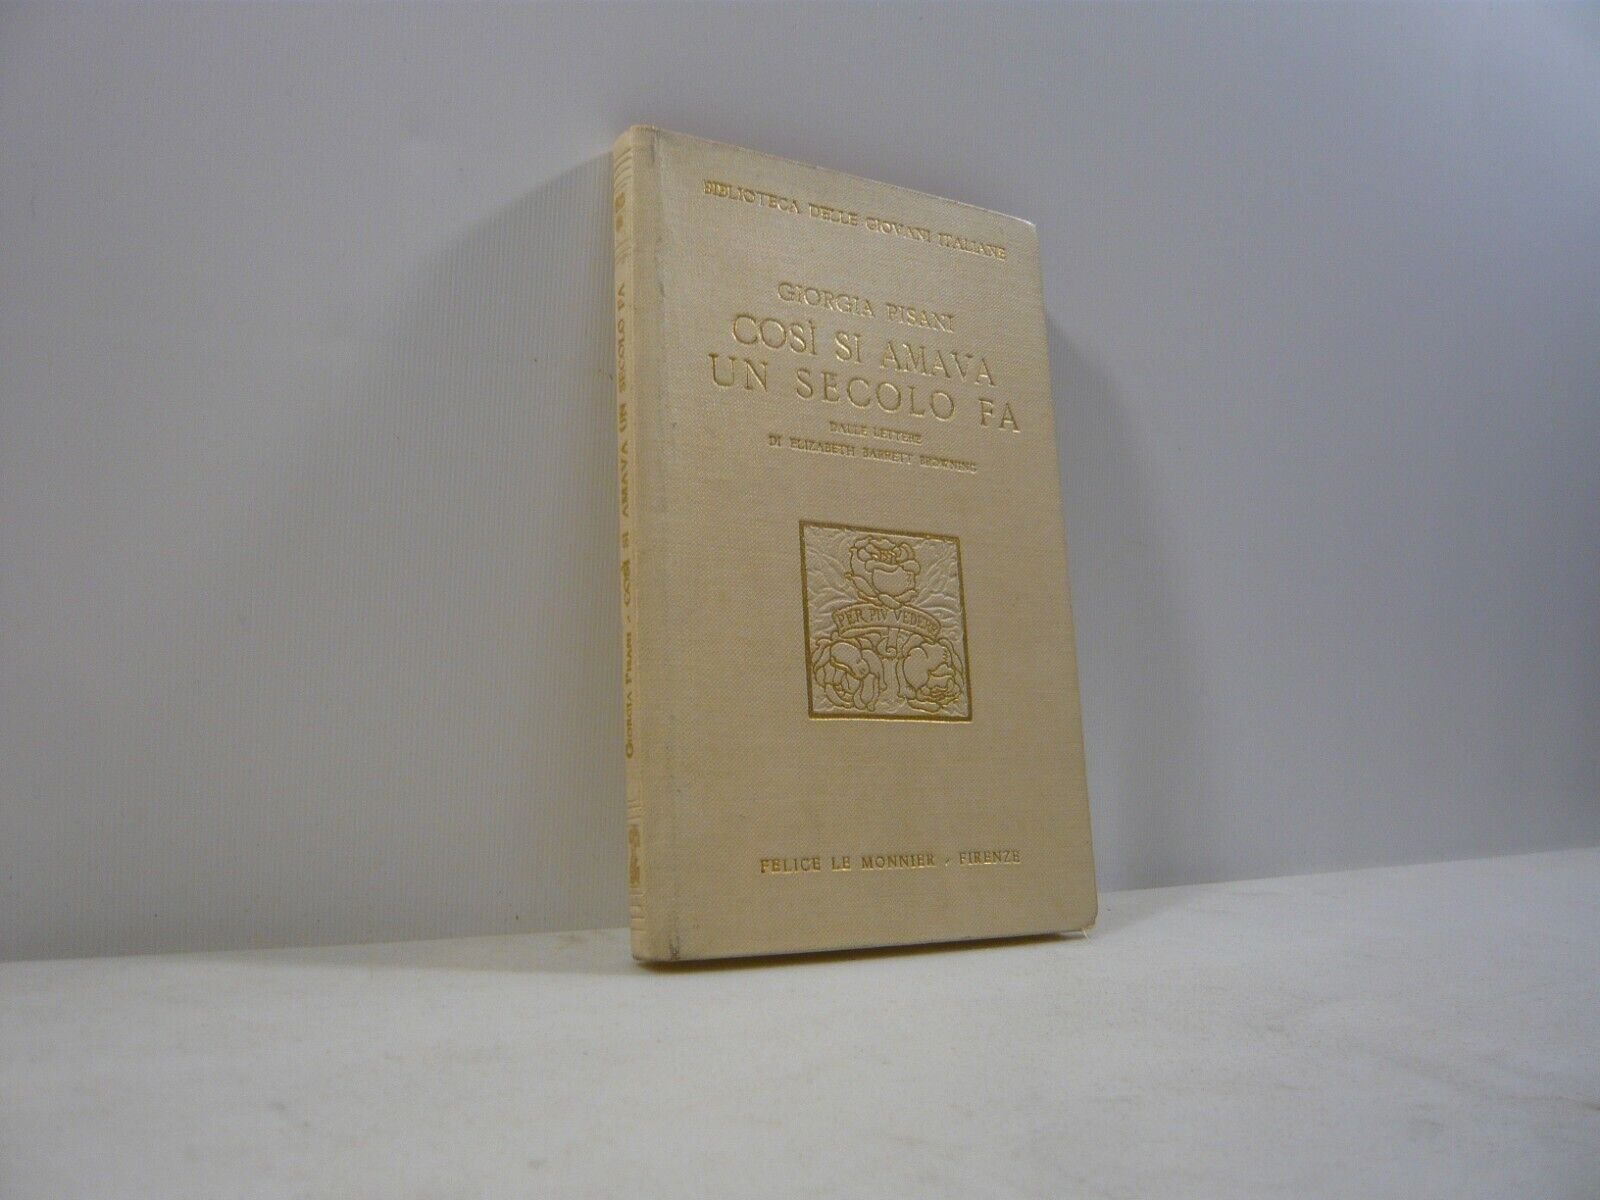 BIBLIOTECA DELLE GIOVANI ITALIANE
GIORGIA PISANI
COSÌ SI AMAVA
UN SECOLO FA
DALLE LETTERE
DI ELIZABETH BARRETT BROWNING
PER PIV VEDERE
FELICE LE MONNIER - FIRENZE
GIORGIA PISANI - COSÌ SI AMAVA UN SECOLO FA